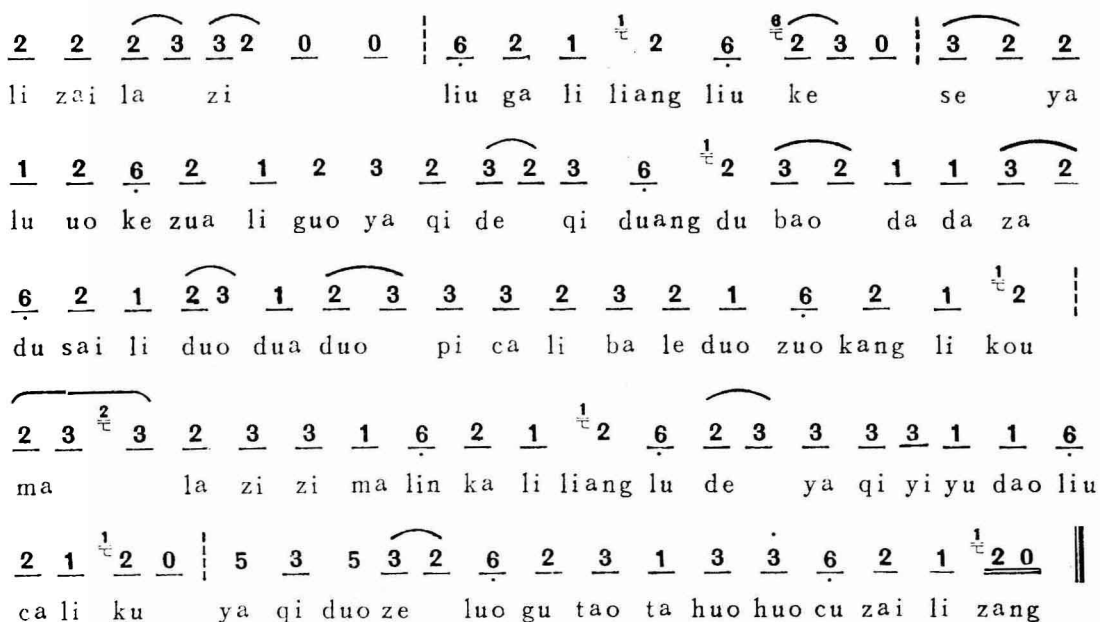 2 2 2 3 3 2 0 0 6 2 1 1 2 6 6 2 3 0 3 2 2
li zai la zi liu ga li liang liu ke se ya
1 2 6 2 1 2 3 2 3 2 3 6 1 2 3 2 1 1 3 2
lu uo ke zua li guo ya qi de qi duang du bao da da za
6 2 1 2 3 1 2 3 3 3 2 3 2 1 6 2 1 1 2
du sai li duo dua duo pi ca li ba le duo zuo kang li kou
2 3 2 3 2 3 3 1 6 2 1 1 2 6 2 3 3 3 3 1 1 6
ma la zi zi ma lin ka li liang lu de ya qi yi yu dao liu
2 1 1 2 0 5 3 5 3 2 6 2 3 1 3 3 6 2 1 1 2 0
ca li ku ya qi duo ze luo gu tao ta huo huo cu zai li zang